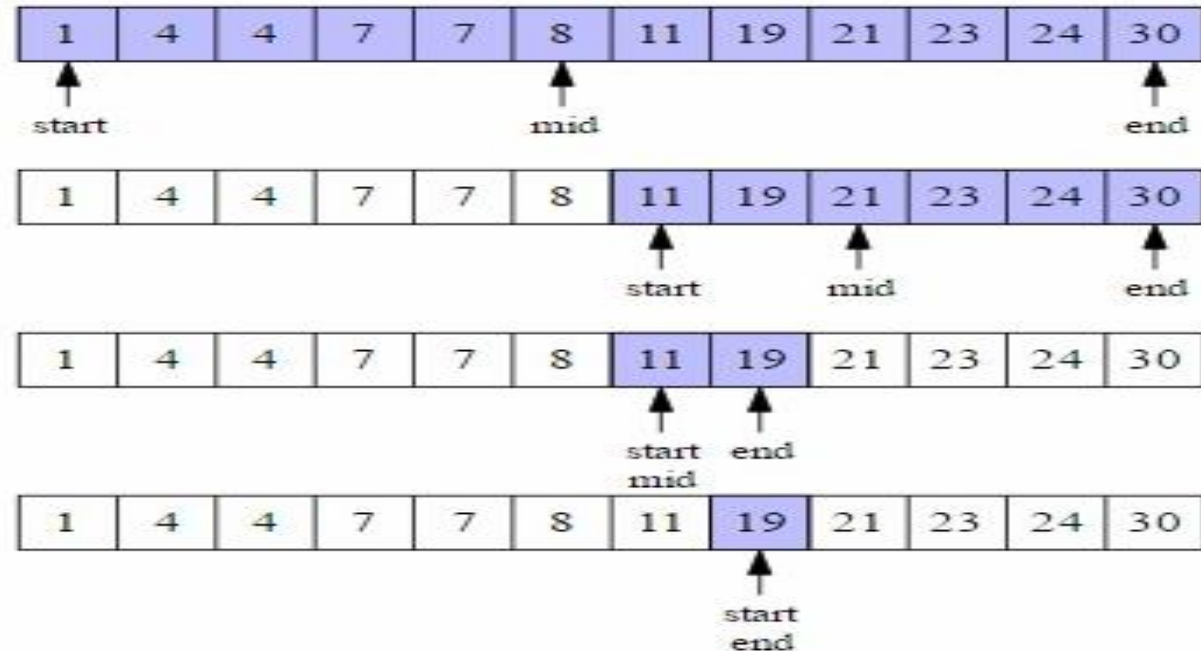 1 4 4 7 7 8 11 19 21 23 24 30
start mid end
1 4 4 7 7 8 11 19 21 23 24 30
start mid end
1 4 4 7 7 8 11 19 21 23 24 30
start end
mid
1 4 4 7 7 8 11 19 21 23 24 30
start
end